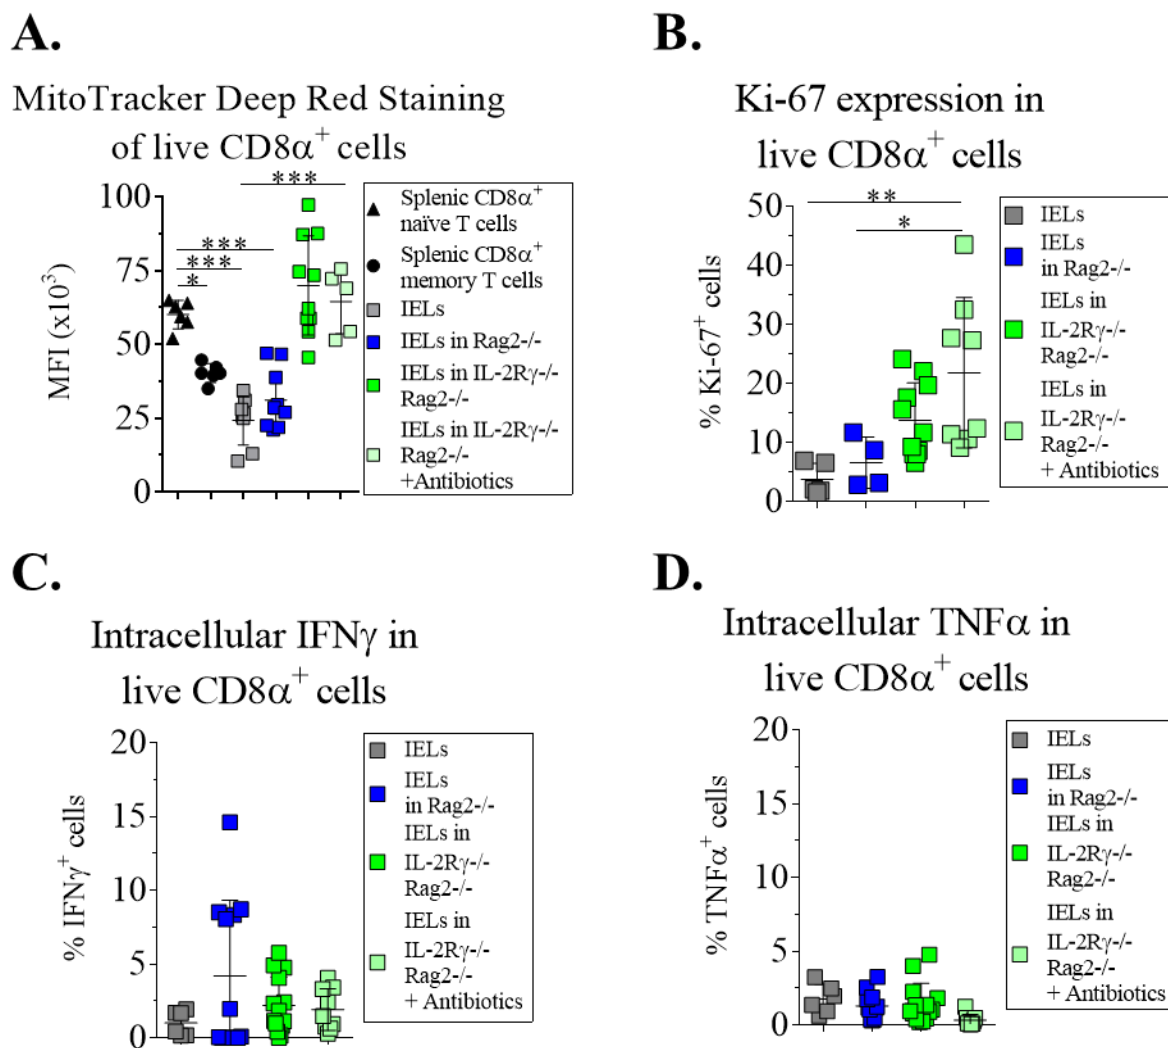 A.
MitoTracker Deep Red Staining
of live CD8α⁺ cells
MFI (x10³)
100
75
50
25
0
***
***
***
*
Splenic CD8α⁺
naïve T cells
Splenic CD8α⁺
memory T cells
IELs
IELs in Rag2-/-
IELs in IL-2Rγ-/-
Rag2-/-
IELs in IL-2Rγ-/-
Rag2-/-
+Antibiotics
B.
Ki-67 expression in
live CD8α⁺ cells
% Ki-67⁺ cells
50
40
30
20
10
0
**
*
IELs
IELs
in Rag2-/-
IELs in
IL-2Rγ-/-
Rag2-/-
IELs in
IL-2Rγ-/-
Rag2-/-
+ Antibiotics
C.
Intracellular IFNγ in
live CD8α⁺ cells
% IFNγ⁺ cells
20
15
10
5
0
IELs
IELs
in Rag2-/-
IELs in
IL-2Rγ-/-
Rag2-/-
IELs in
IL-2Rγ-/-
Rag2-/-
+ Antibiotics
D.
Intracellular TNFα in
live CD8α⁺ cells
% TNFα⁺ cells
20
15
10
5
0
IELs
IELs
in Rag2-/-
IELs in
IL-2Rγ-/-
Rag2-/-
IELs in
IL-2Rγ-/-
Rag2-/-
+ Antibiotics